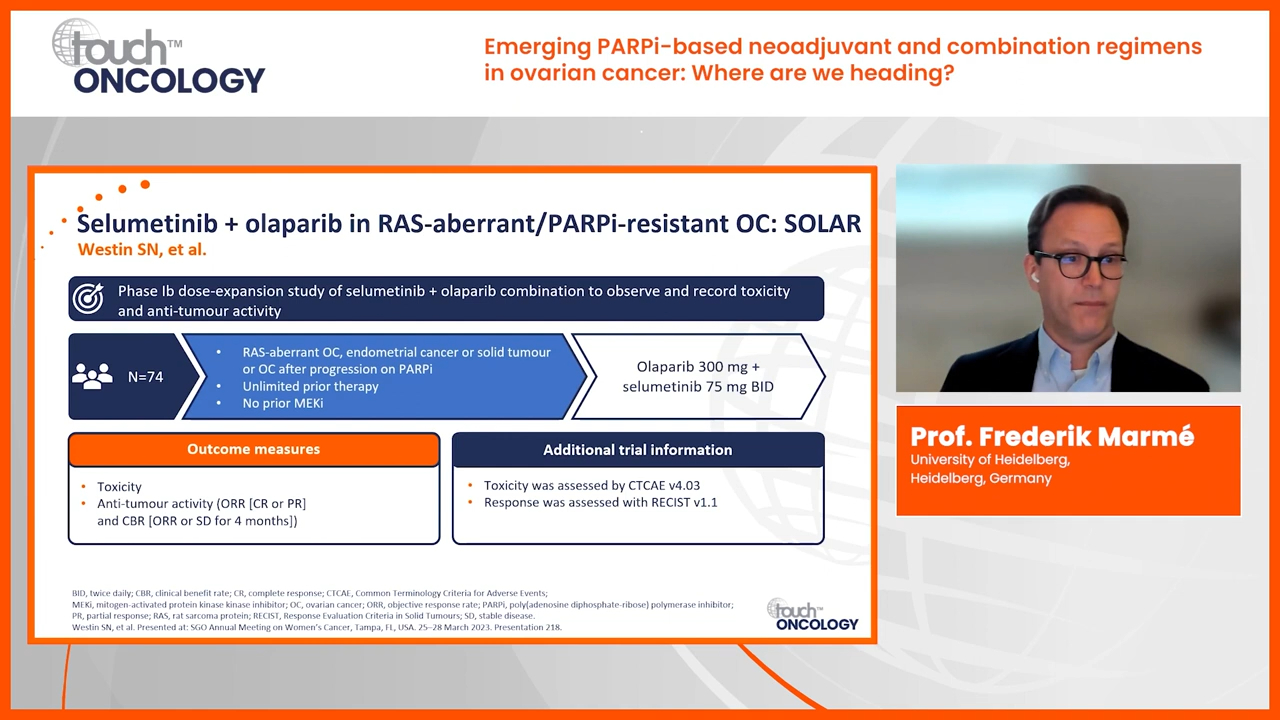 touch™
ONCOLOGY
Emerging PARPi-based neoadjuvant and combination regimens
in ovarian cancer: Where are we heading?
Selumetinib + olaparib in RAS-aberrant/PARPi-resistant OC: SOLAR
Westin SN, et al.
Phase Ib dose-expansion study of selumetinib + olaparib combination to observe and record toxicity
and anti-tumour activity
N=74
• RAS-aberrant OC, endometrial cancer or solid tumour
or OC after progression on PARPi
• Unlimited prior therapy
• No prior MEKi
Olaparib 300 mg +
selumetinib 75 mg BID
Outcome measures
• Toxicity
• Anti-tumour activity (ORR [CR or PR]
and CBR [ORR or SD for 4 months])
Additional trial information
• Toxicity was assessed by CTCAE v4.03
• Response was assessed with RECIST v1.1
BID, twice daily; CBR, clinical benefit rate; CR, complete response; CTCAE, Common Terminology Criteria for Adverse Events;
MEKi, mitogen-activated protein kinase kinase inhibitor; OC, ovarian cancer; ORR, objective response rate; PARPi, poly(adenosine diphosphate-ribose) polymerase inhibitor;
PR, partial response; RAS, rat sarcoma protein; RECIST, Response Evaluation Criteria in Solid Tumours; SD, stable disease.
Westin SN, et al. Presented at: SGO Annual Meeting on Women's Cancer, Tampa, FL, USA. 25–28 March 2023. Presentation 218.
touch™
ONCOLOGY
Prof. Frederik Marmé
University of Heidelberg,
Heidelberg, Germany